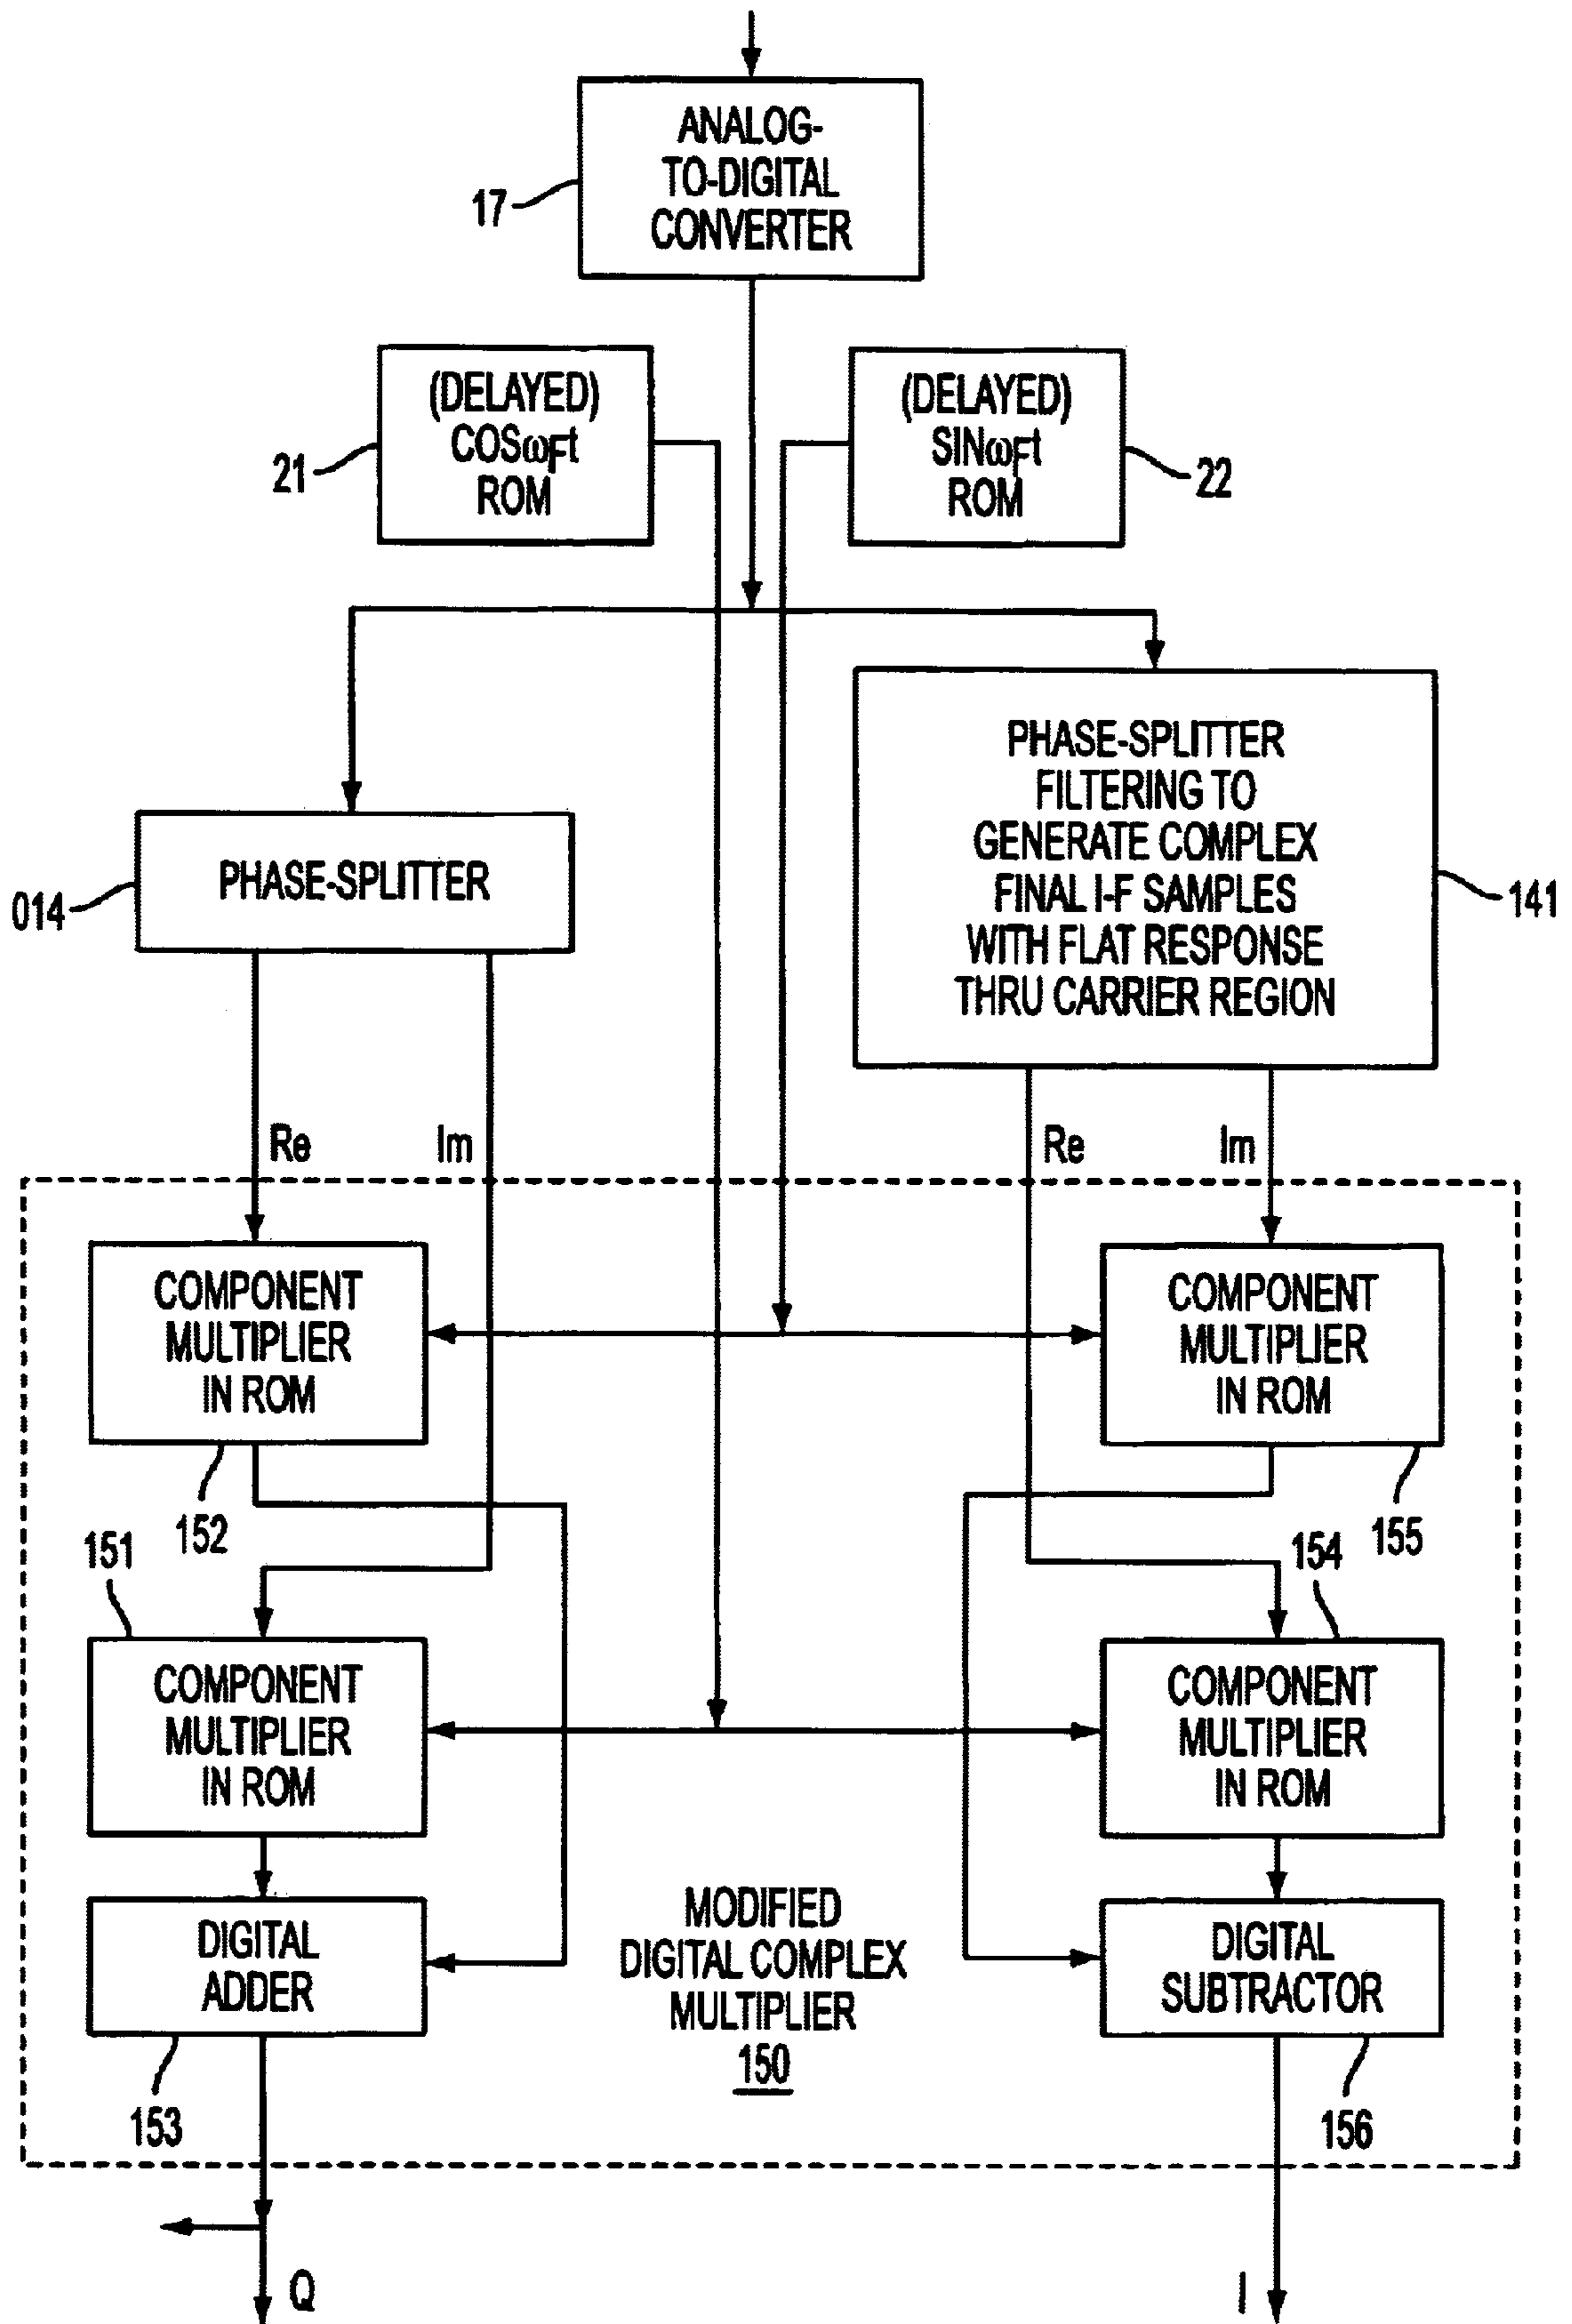 ANALOG-
TO-DIGITAL
CONVERTER
17
(DELAYED)
COSωFt
ROM
21
(DELAYED)
SINωFt
ROM
22
PHASE-SPLITTER
014
PHASE-SPLITTER
FILTERING TO
GENERATE COMPLEX
FINAL I-F SAMPLES
WITH FLAT RESPONSE
THRU CARRIER REGION
141
Re
Im
Re
Im
COMPONENT
MULTIPLIER
IN ROM
152
COMPONENT
MULTIPLIER
IN ROM
155
151
COMPONENT
MULTIPLIER
IN ROM
154
COMPONENT
MULTIPLIER
IN ROM
DIGITAL
ADDER
153
MODIFIED
DIGITAL COMPLEX
MULTIPLIER
150
DIGITAL
SUBTRACTOR
156
Q
I